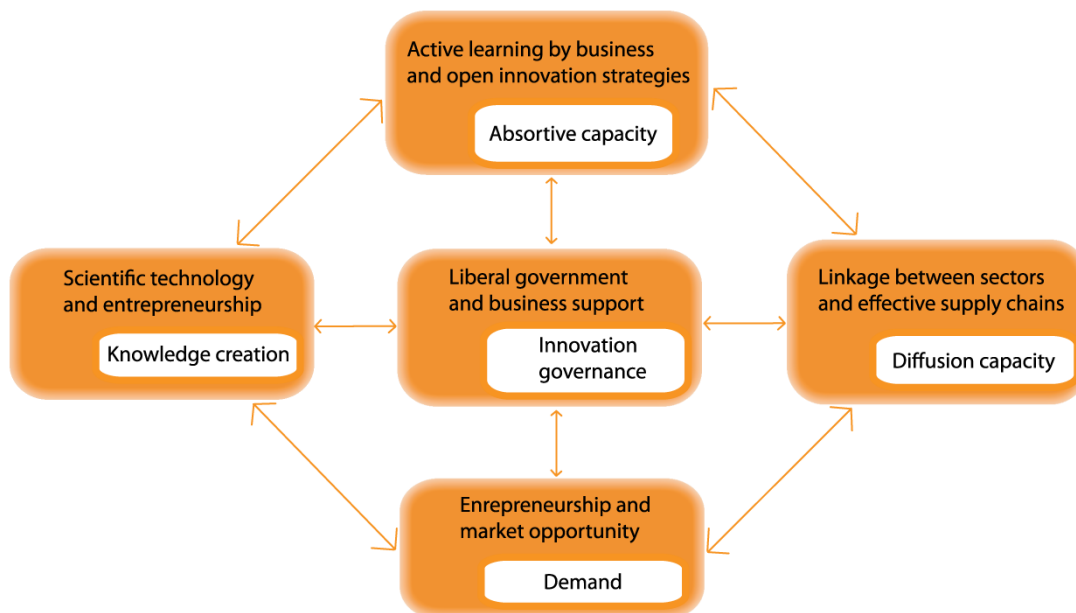 Active learning by business
and open innovation strategies
Absortive capacity
Scientific technology
and entrepreneurship
Knowledge creation
Liberal government
and business support
Innovation
governance
Linkage between sectors
and effective supply chains
Diffusion capacity
Enrepreneurship and
market opportunity
Demand